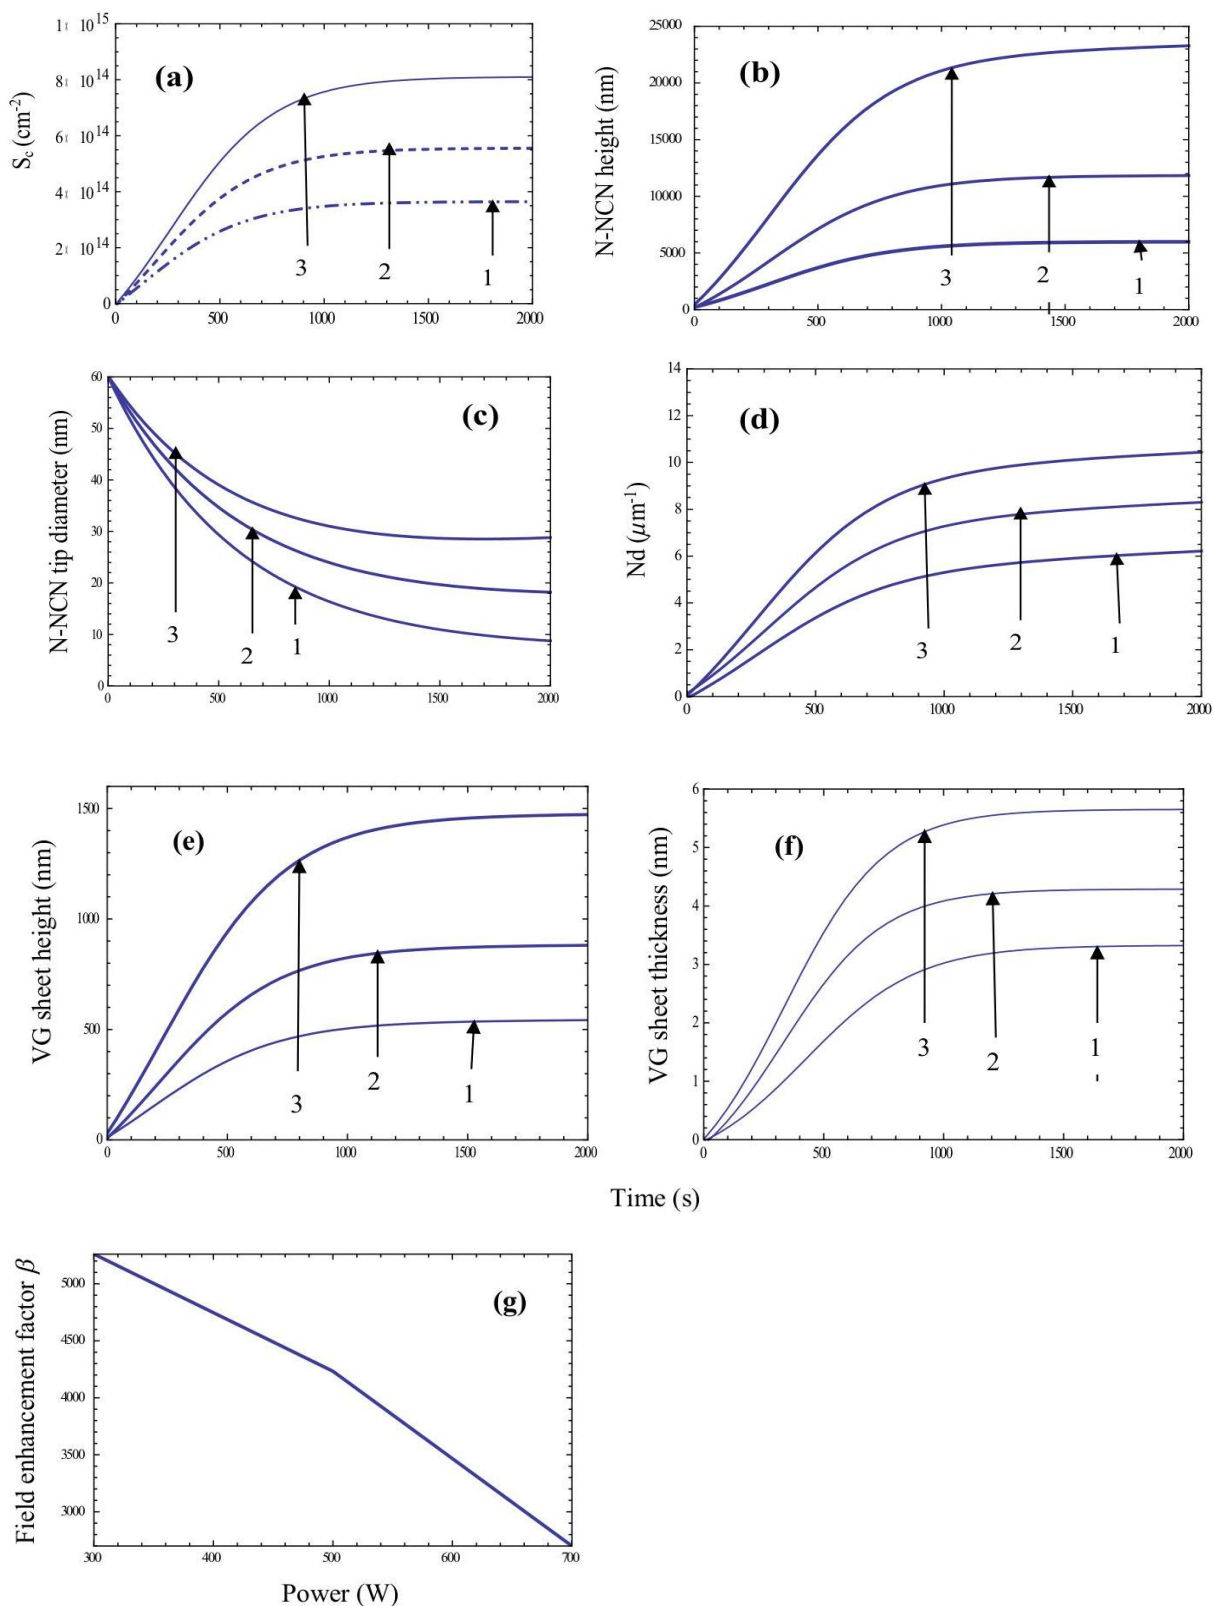 1× 10^15
8× 10^14
6× 10^14
4× 10^14
2× 10^14
0
S_c (cm^-2)
(a)
3
2
1
0 500 1000 1500 2000
25000
20000
15000
10000
5000
0
N-NCN height (nm)
(b)
3
2
1
0 500 1000 1500 2000
60
50
40
30
20
10
0
N-NCN tip diameter (nm)
(c)
3
2
1
0 500 1000 1500 2000
14
12
10
8
6
4
2
0
Nd (μm^-1)
(d)
3
2
1
0 500 1000 1500 2000
1500
1000
500
0
VG sheet height (nm)
(e)
3
2
1
0 500 1000 1500 2000
6
5
4
3
2
1
0
VG sheet thickness (nm)
(f)
3
2
1
0 500 1000 1500 2000
Time (s)
5000
4500
4000
3500
3000
Field enhancement factor β
(g)
300 400 500 600 700
Power (W)